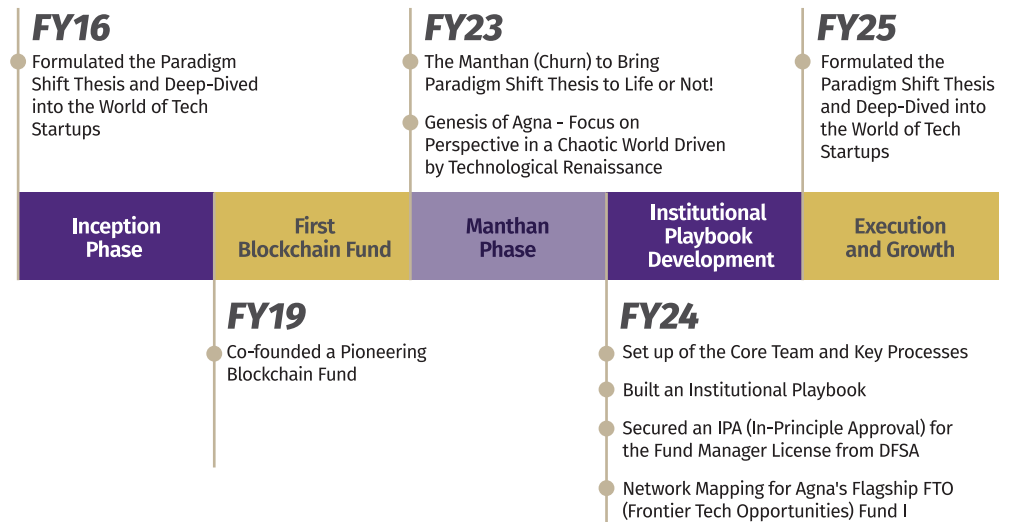 FY16
Formulated the Paradigm
Shift Thesis and Deep-Dived
into the World of Tech
Startups
FY23
The Manthan (Churn) to Bring
Paradigm Shift Thesis to Life or Not!
Genesis of Agna - Focus on
Perspective in a Chaotic World Driven
by Technological Renaissance
FY25
Formulated the
Paradigm Shift Thesis
and Deep-Dived into
the World of Tech
Startups
Inception
Phase
First
Blockchain Fund
Manthan
Phase
Institutional
Playbook
Development
Execution
and Growth
FY19
Co-founded a Pioneering
Blockchain Fund
FY24
Set up of the Core Team and Key Processes
Built an Institutional Playbook
Secured an IPA (In-Principle Approval) for
the Fund Manager License from DFSA
Network Mapping for Agna's Flagship FTO
(Frontier Tech Opportunities) Fund I